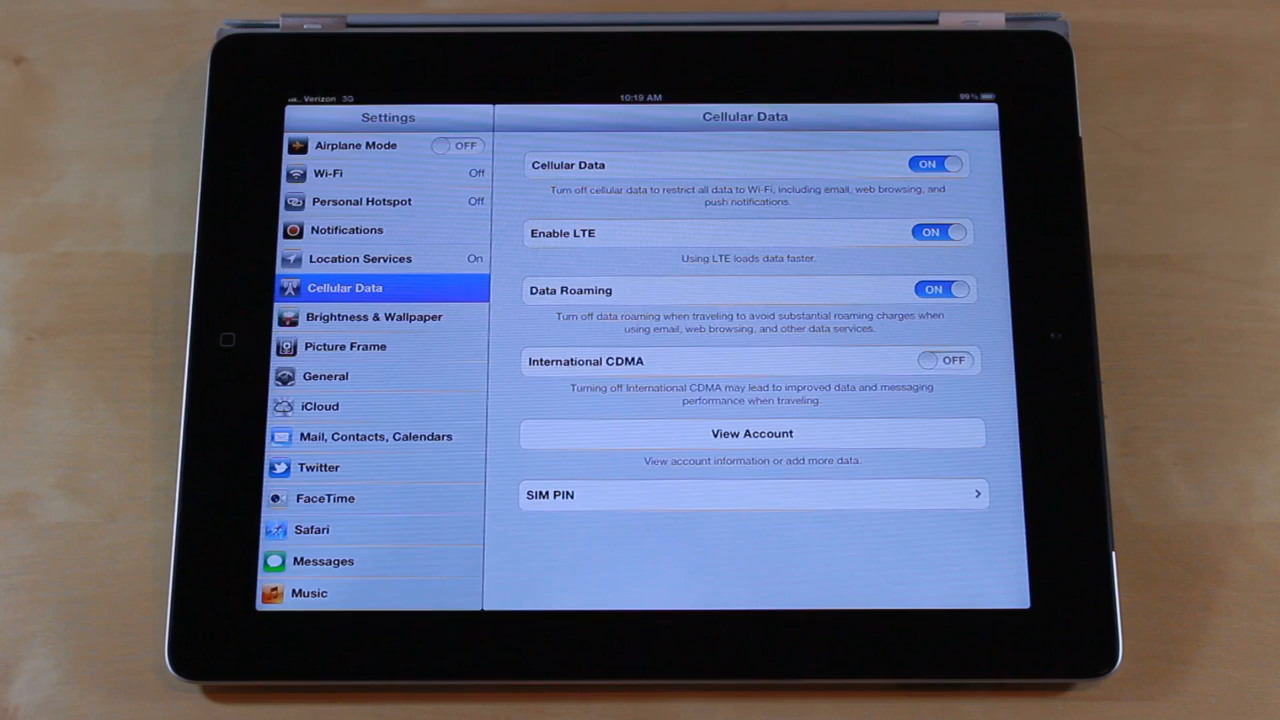 Verizon 3G
10:19 AM
99%
Settings
Airplane Mode OFF
Wi-Fi Off
Personal Hotspot Off
Notifications
Location Services On
Cellular Data
Brightness & Wallpaper
Picture Frame
General
iCloud
Mail, Contacts, Calendars
Twitter
FaceTime
Safari
Messages
Music
Cellular Data
Cellular Data ON
Turn off cellular data to restrict all data to Wi-Fi, including email, web browsing, and
push notifications.
Enable LTE ON
Using LTE loads data faster.
Data Roaming ON
Turn off data roaming when traveling to avoid substantial roaming charges when
using email, web browsing, and other data services.
International CDMA OFF
Turning off International CDMA may lead to improved data and messaging
performance when traveling.
View Account
View account information or add more data.
SIM PIN